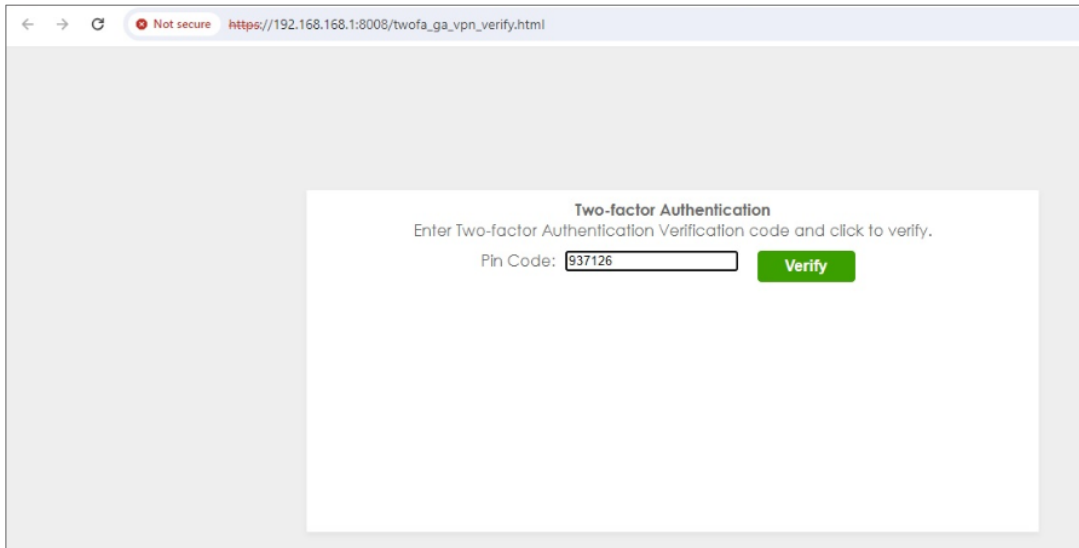 Not secure https://192.168.168.1:8008/twofa_ga_vpn_verify.html
Two-factor Authentication
Enter Two-factor Authentication Verification code and click to verify.
Pin Code: 937126 Verify